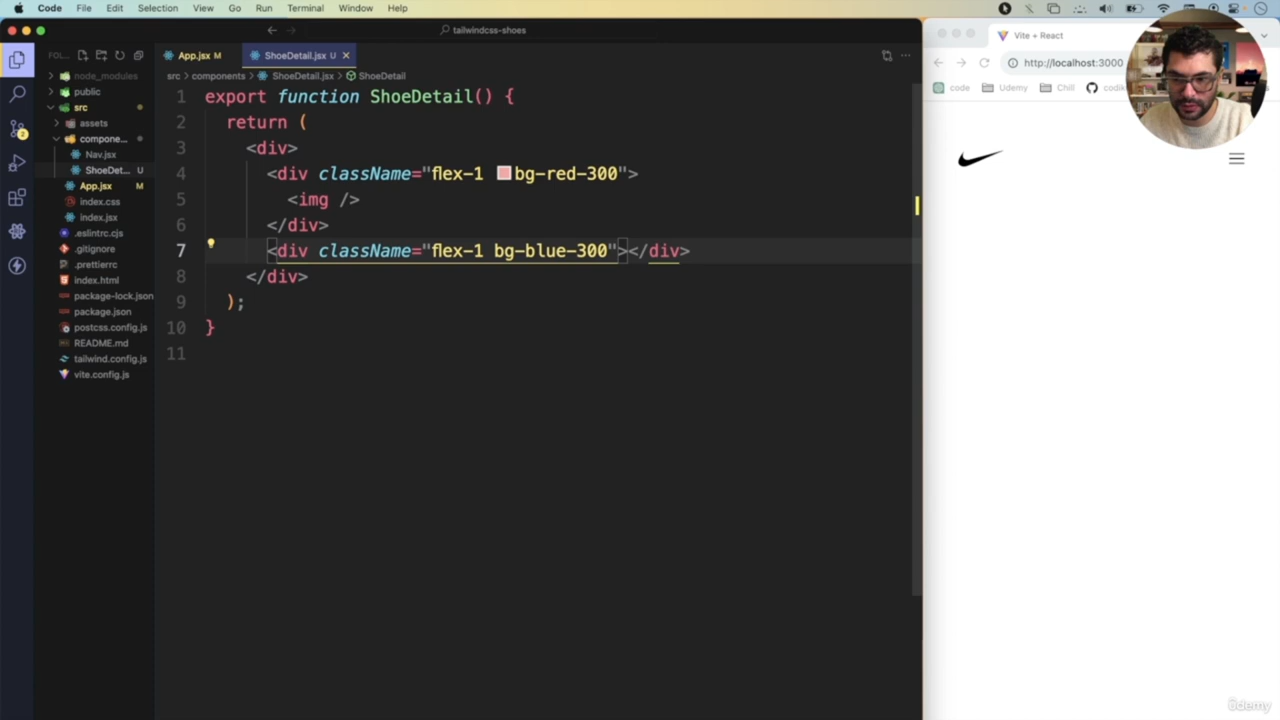 Code File Edit Selection View Go Run Terminal Window Help
tailwindcss-shoes
FOL...
node_modules
public
src
assets
compone...
Nav.jsx
ShoeDet... U
App.jsx M
index.css
index.jsx
.eslintrc.cjs
.gitignore
.prettierrc
index.html
package-lock.json
package.json
postcss.config.js
README.md
tailwind.config.js
vite.config.js
2
App.jsx M
ShoeDetail.jsx U
src > components > ShoeDetail.jsx > ShoeDetail
1 export function ShoeDetail() {
2 return (
3 <div>
4 <div className="flex-1 bg-red-300">
5 <img />
6 </div>
7 <div className="flex-1 bg-blue-300"></div>
8 </div>
9 );
10 }
11
Vite + React
http://localhost:3000
code Udemy Chill
ûdemy